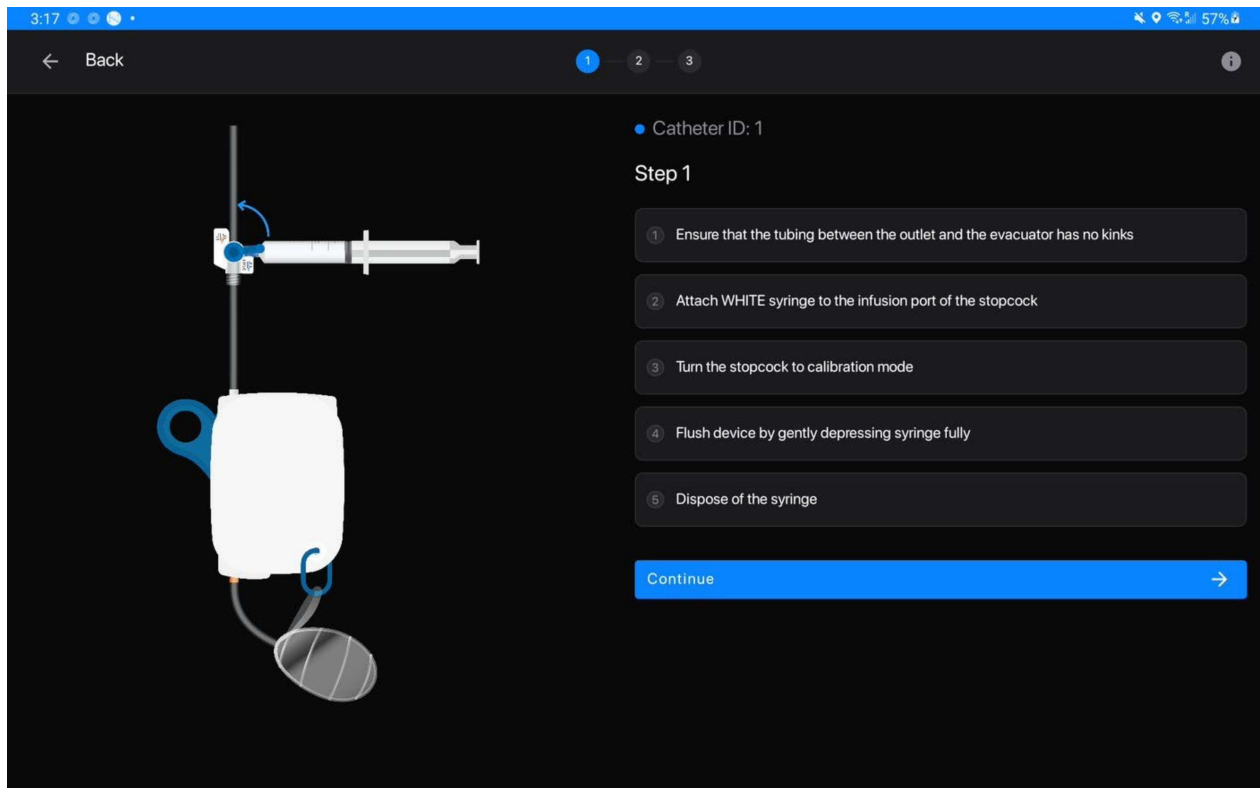 3:17
57%
Back
1
2
3
Catheter ID: 1
Step 1
1 Ensure that the tubing between the outlet and the evacuator has no kinks
2 Attach WHITE syringe to the infusion port of the stopcock
3 Turn the stopcock to calibration mode
4 Flush device by gently depressing syringe fully
5 Dispose of the syringe
Continue